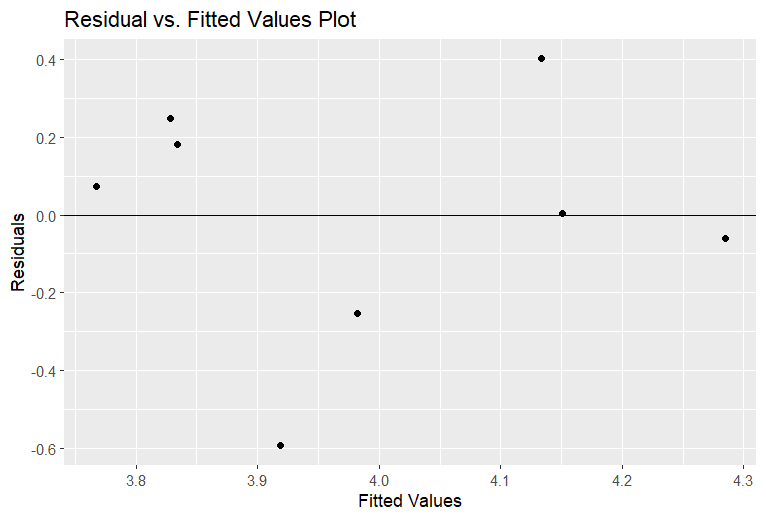 Residual vs. Fitted Values Plot
0.4
0.2
0.0
-0.2
-0.4
-0.6
Residuals
3.8 3.9 4.0 4.1 4.2 4.3
Fitted Values